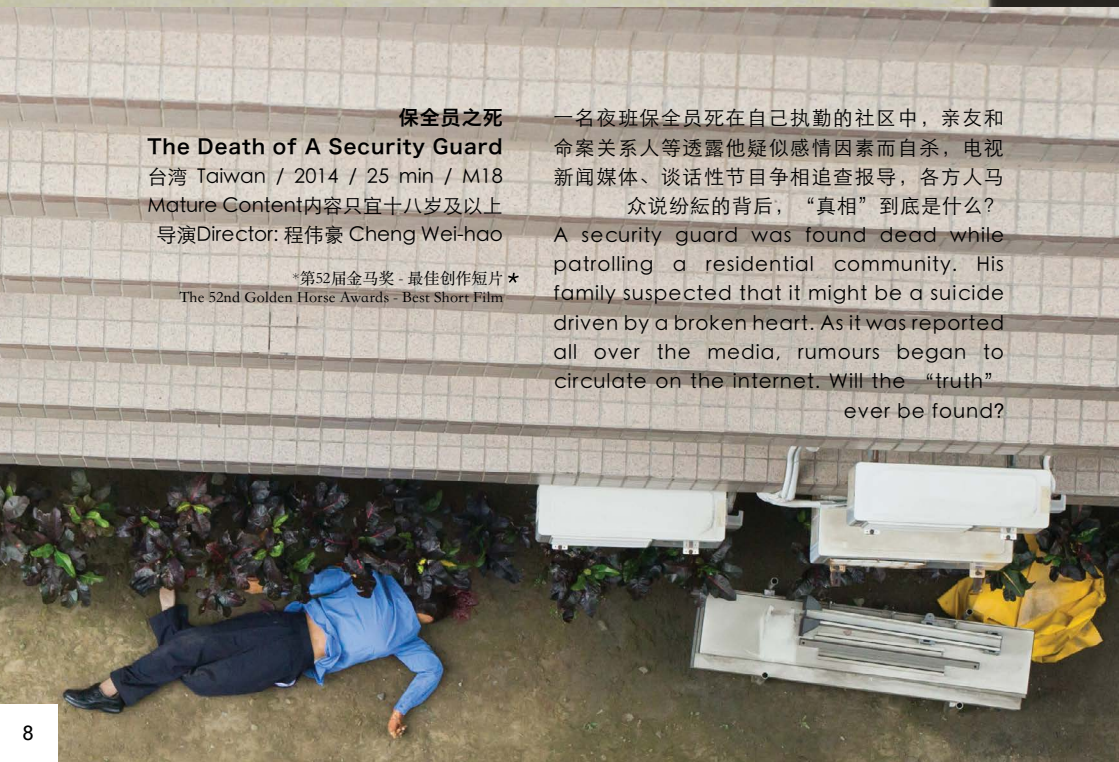 保全员之死
The Death of A Security Guard
台湾 Taiwan / 2014 / 25 min / M18
Mature Content内容只宜十八岁及以上
导演Director: 程伟豪 Cheng Wei-hao
*第52届金马奖 - 最佳创作短片*
The 52nd Golden Horse Awards - Best Short Film
一名夜班保全员死在自己执勤的社区中，亲友和
命案关系人等透露他疑似感情因素而自杀，电视
新闻媒体、谈话性节目争相追查报导，各方人马
众说纷纭的背后，“真相”到底是什么？
A security guard was found dead while
patrolling a residential community. His
family suspected that it might be a suicide
driven by a broken heart. As it was reported
all over the media, rumours began to
circulate on the internet. Will the “truth”
ever be found?
8